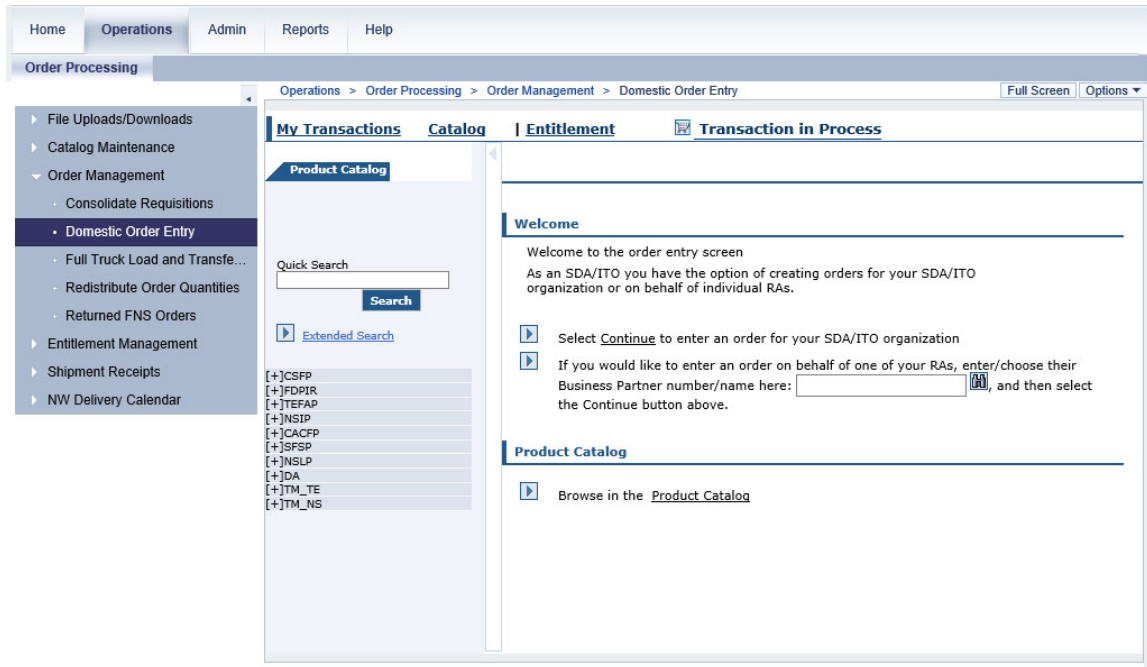 Home Operations Admin Reports Help
Order Processing
Operations > Order Processing > Order Management > Domestic Order Entry Full Screen Options
File Uploads/Downloads
Catalog Maintenance
Order Management
Consolidate Requisitions
Domestic Order Entry
Full Truck Load and Transfe...
Redistribute Order Quantities
Returned FNS Orders
Entitlement Management
Shipment Receipts
NW Delivery Calendar
My Transactions Catalog | Entitlement Transaction in Process
Product Catalog
Quick Search
Search
Extended Search
[+]CSFP
[+]FDPIR
[+]TEFAP
[+]NSIP
[+]CACFP
[+]SFSP
[+]NSLP
[+]DA
[+]TM_TE
[+]TM_NS
Welcome
Welcome to the order entry screen
As an SDA/ITO you have the option of creating orders for your SDA/ITO
organization or on behalf of individual RAs.
Select Continue to enter an order for your SDA/ITO organization
If you would like to enter an order on behalf of one of your RAs, enter/choose their
Business Partner number/name here: , and then select
the Continue button above.
Product Catalog
Browse in the Product Catalog